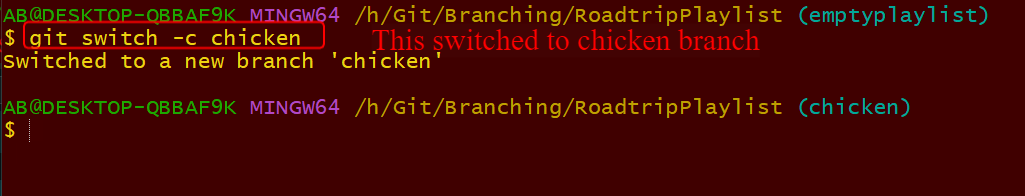 AB@DESKTOP-QBBAF9K MINGW64 /h/Git/Branching/RoadtripPlaylist (emptyplaylist)
$ git switch -c chicken This switched to chicken branch
Switched to a new branch 'chicken'
AB@DESKTOP-QBBAF9K MINGW64 /h/Git/Branching/RoadtripPlaylist (chicken)
$